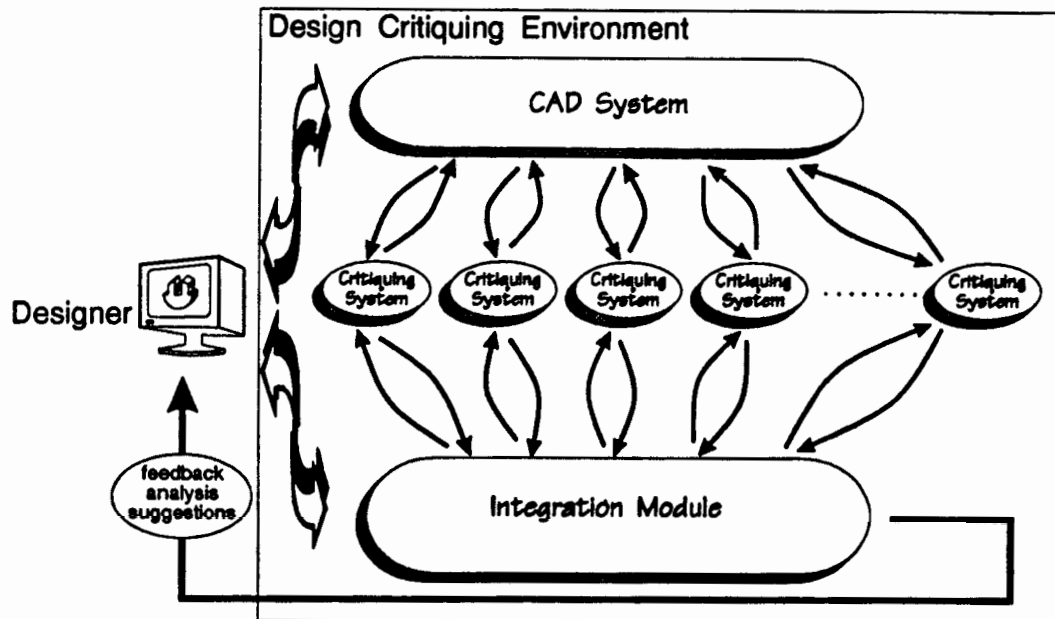 Design Critiquing Environment
CAD System
Critiquing
System
Critiquing
System
Critiquing
System
Critiquing
System
Critiquing
System
Designer
feedback
analysis
suggestions
Integration Module